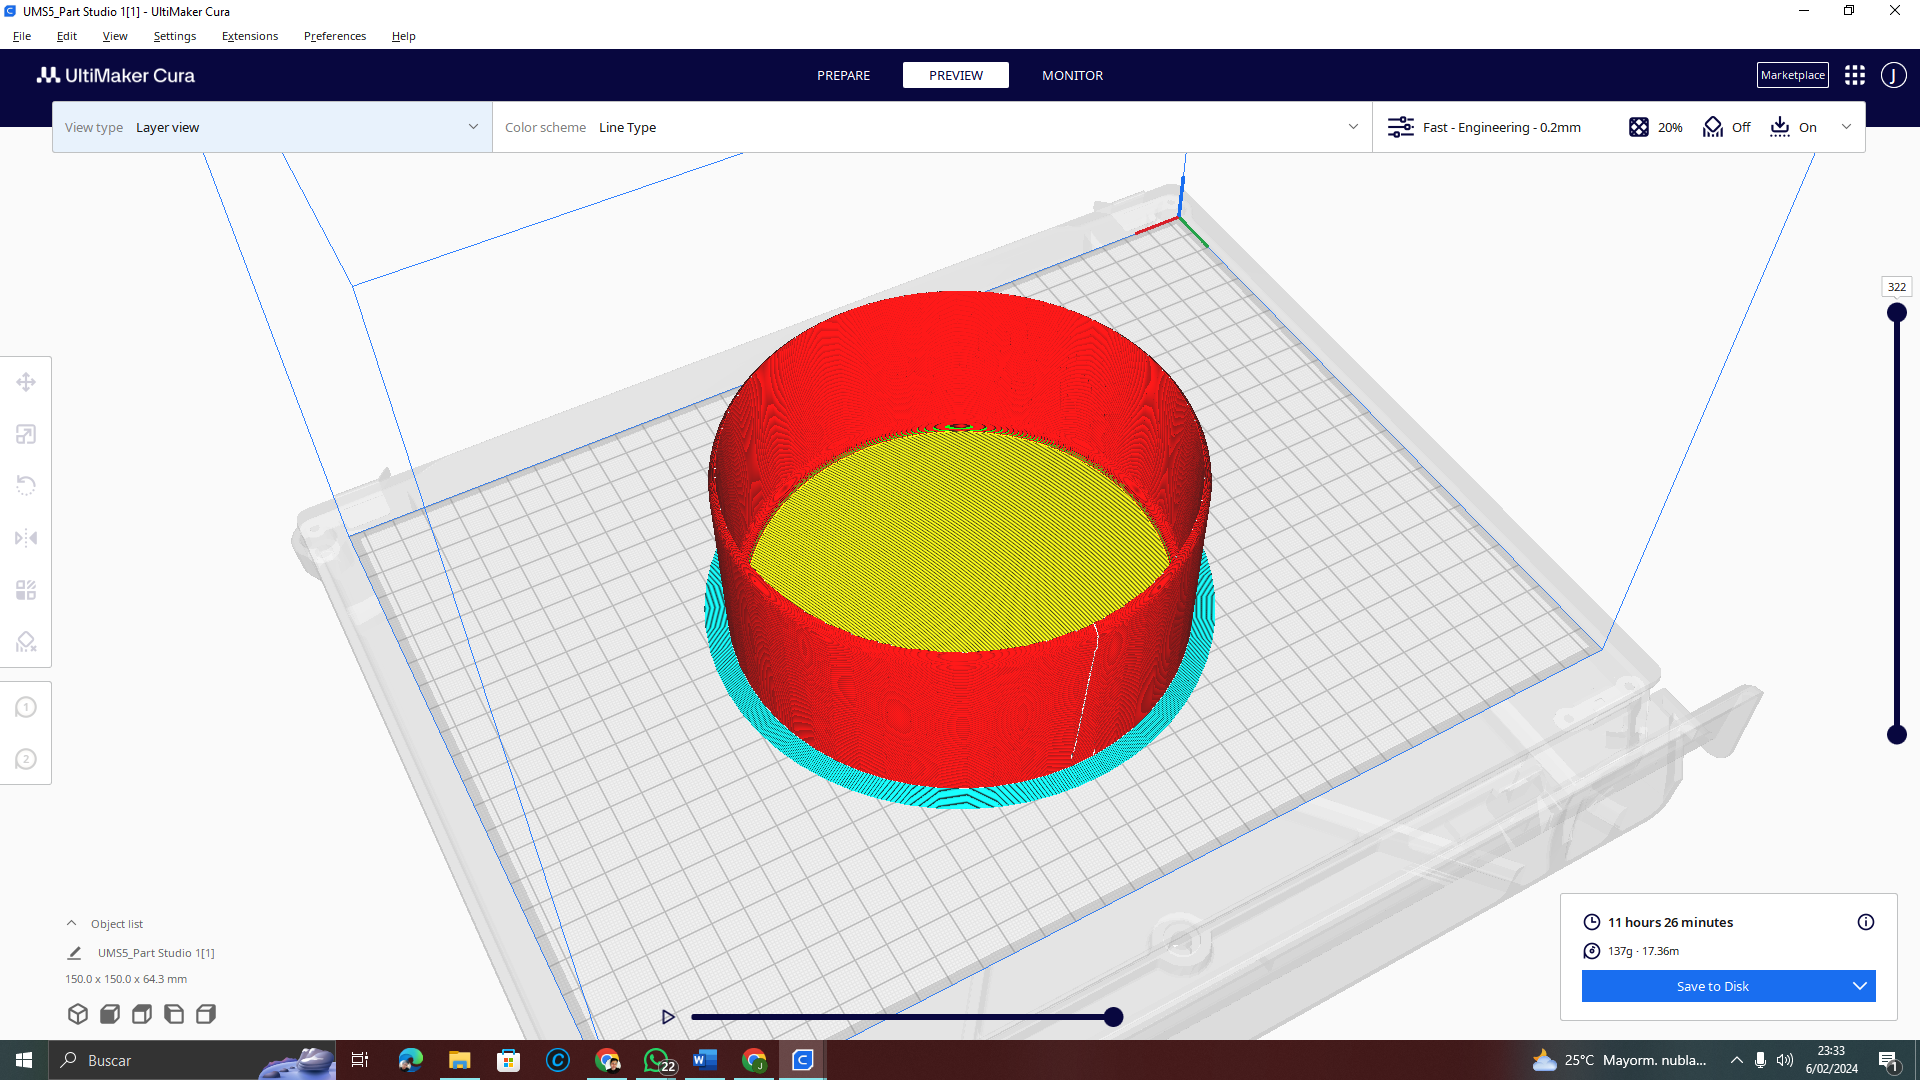 UMS5_Part Studio 1[1] - UltiMaker Cura
File Edit View Settings Extensions Preferences Help
UltiMaker Cura
PREPARE PREVIEW MONITOR
Marketplace
J
View type Layer view
Color scheme Line Type
Fast - Engineering - 0.2mm 20% Off On
322
1
2
Object list
UMS5_Part Studio 1[1]
150.0 x 150.0 x 64.3 mm
11 hours 26 minutes
137g · 17.36m
Save to Disk
Buscar
22
25°C Mayorm. nubla...
23:33
6/02/2024
1